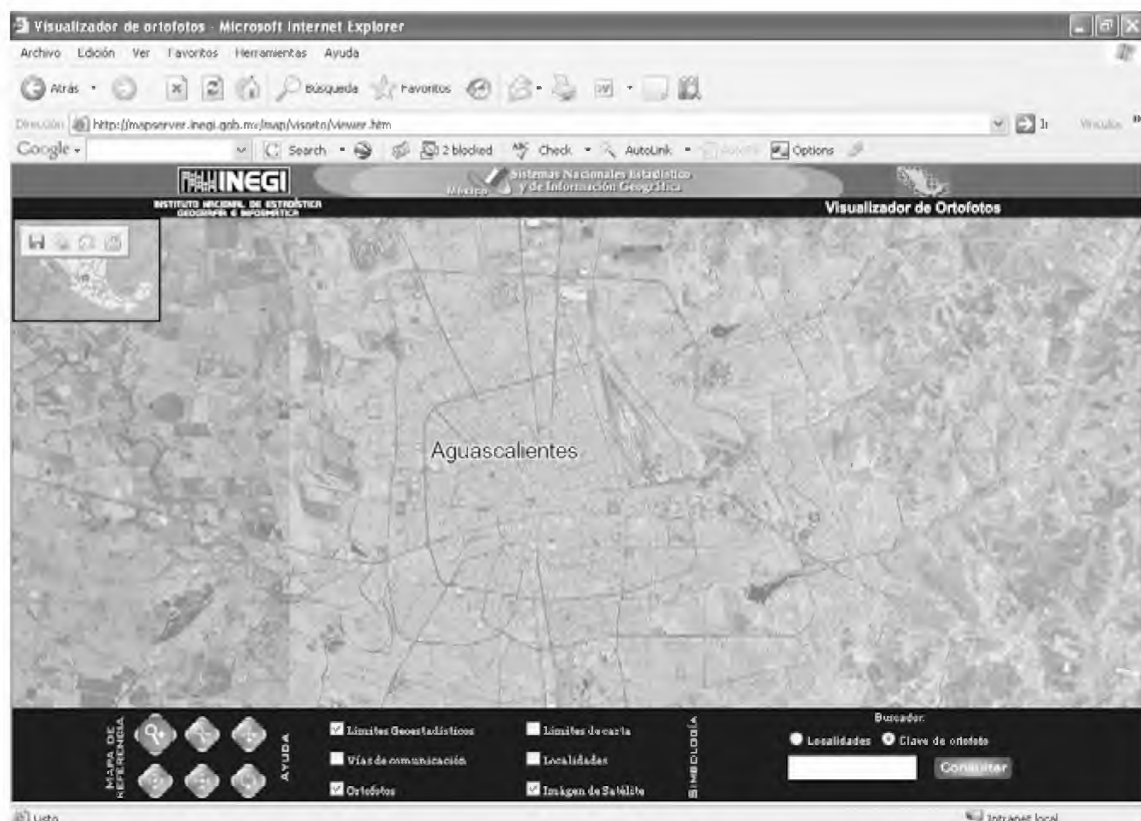 Visualizador de ortofotos - Microsoft Internet Explorer
Archivo Edición Ver Favoritos Herramientas Ayuda
Atrás Búsqueda Favoritos
Dirección http://mapserver.inegi.gob.mx/map/visorto/viewer.htm Ir Vínculos
Google Search 2 blocked Check AutoLink Options
INEGI
INSTITUTO NACIONAL DE ESTADÍSTICA
GEOGRAFÍA E INFORMÁTICA
México
Sistemas Nacionales Estadístico
y de Información Geográfica
Visualizador de Ortofotos
Aguascalientes
MAPA DE
REFERENCIA
AYUDA
Límites Geoestadísticos
Vías de comunicación
Ortofotos
Límites de carta
Localidades
Imágen de Satélite
SIMBOLOGÍA
Buscador:
Localidades Clave de ortofoto
Consultar
Listo Intranet local